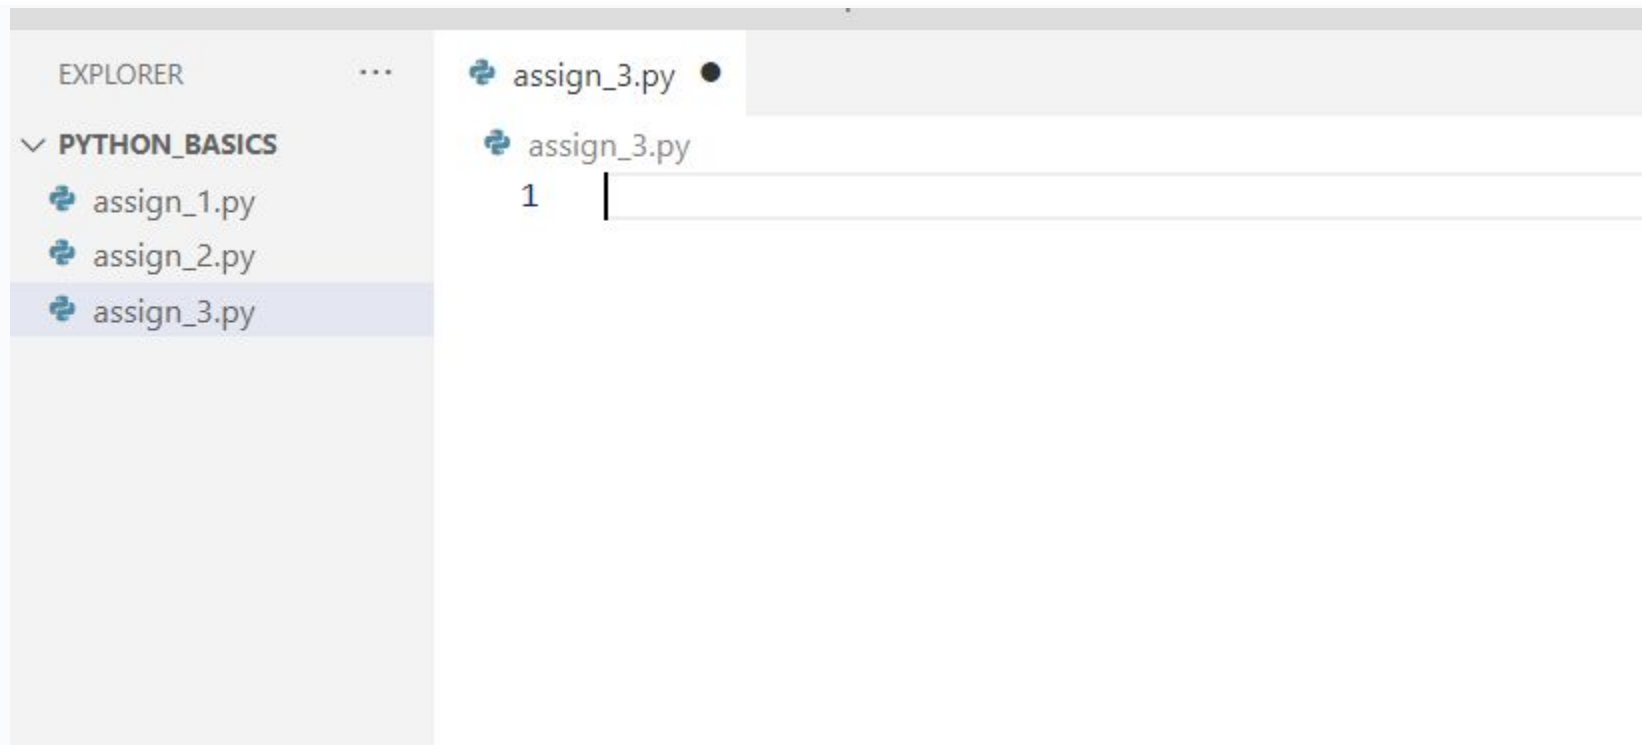 EXPLORER ···
PYTHON_BASICS
assign_1.py
assign_2.py
assign_3.py
assign_3.py ●
assign_3.py
1